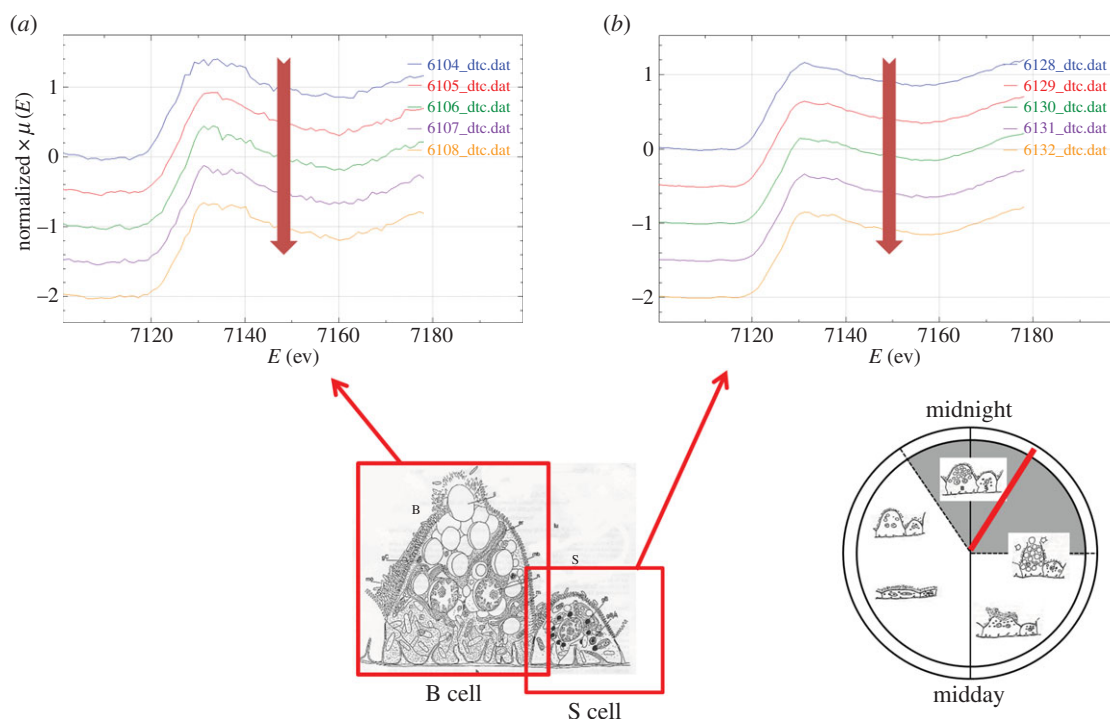 (a)
1
0
−1
−2
normalized × μ (E)
6104_dtc.dat
6105_dtc.dat
6106_dtc.dat
6107_dtc.dat
6108_dtc.dat
7120
7140
7160
7180
E (ev)
(b)
1
0
−1
−2
6128_dtc.dat
6129_dtc.dat
6130_dtc.dat
6131_dtc.dat
6132_dtc.dat
7120
7140
7160
7180
E (ev)
B
S
B cell
S cell
midnight
midday